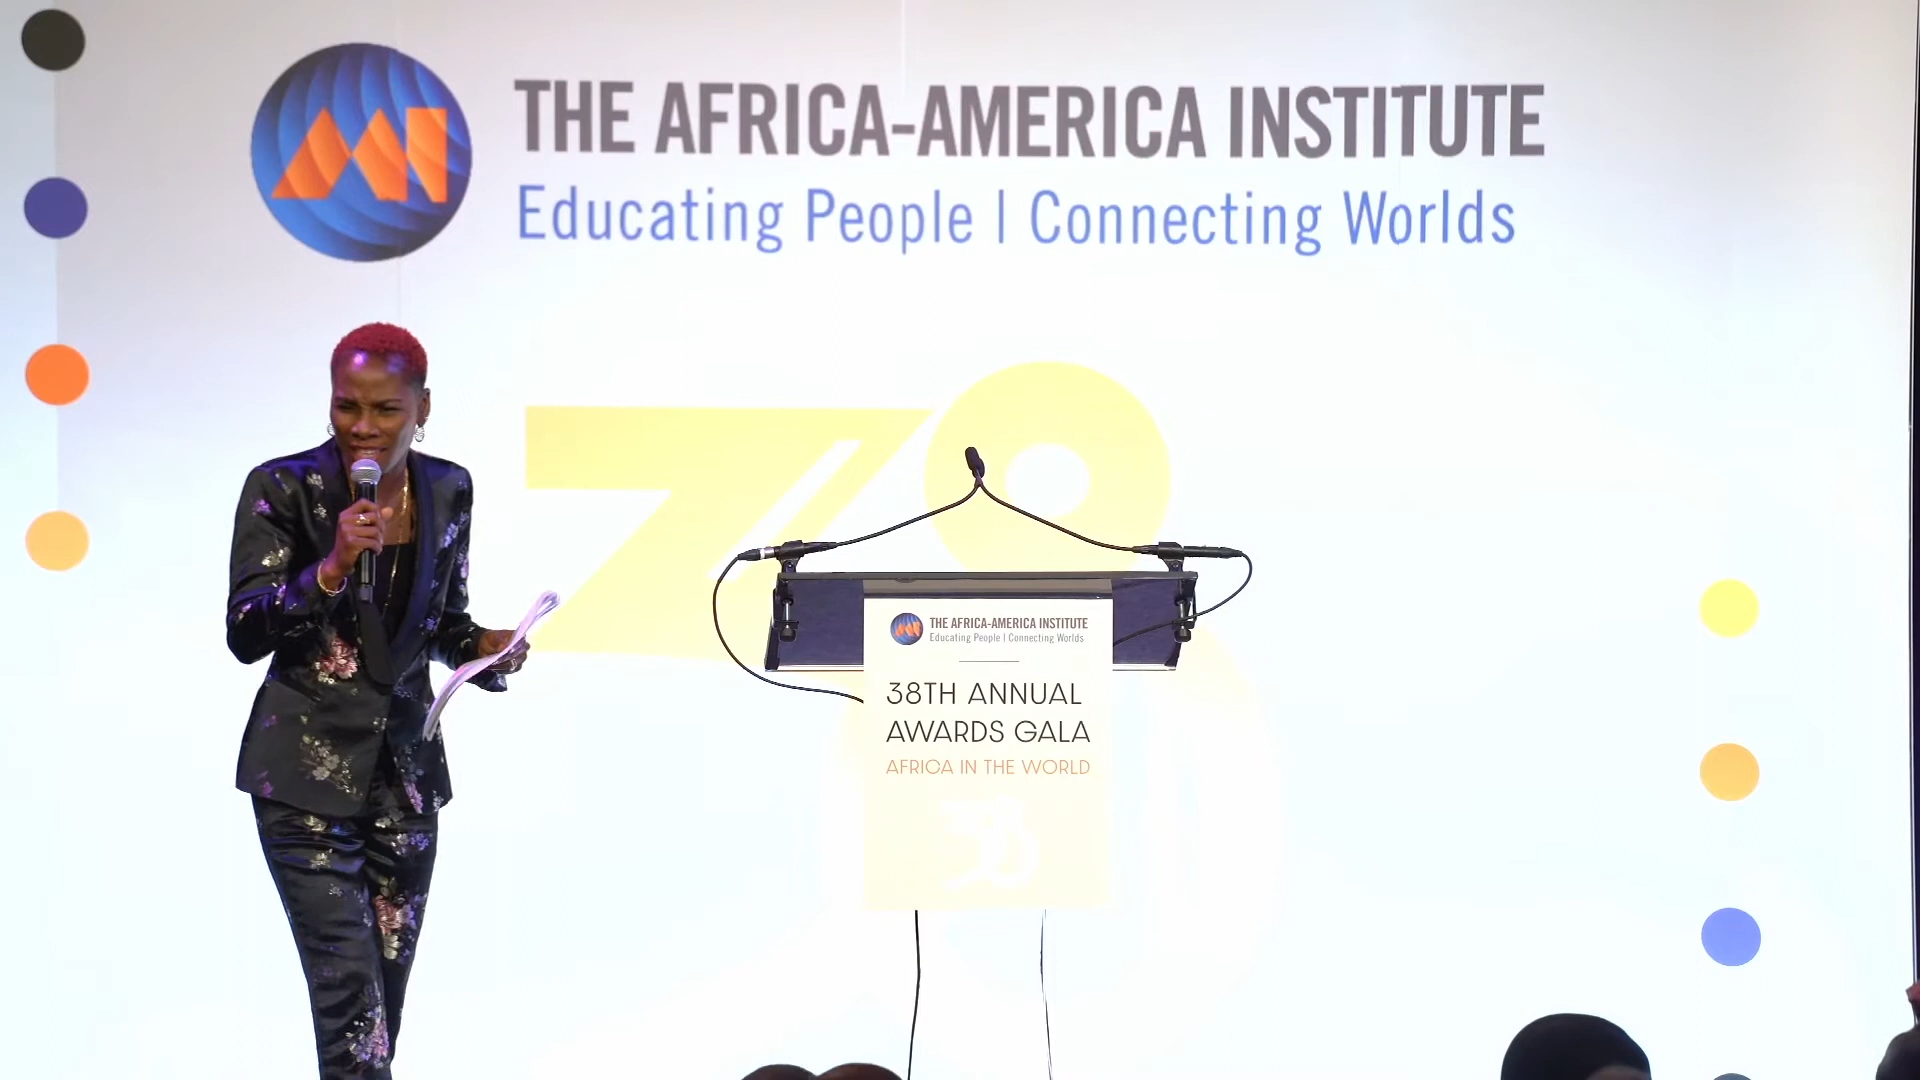 THE AFRICA-AMERICA INSTITUTE
Educating People | Connecting Worlds
70
THE AFRICA-AMERICA INSTITUTE
Educating People | Connecting Worlds
38TH ANNUAL
AWARDS GALA
AFRICA IN THE WORLD